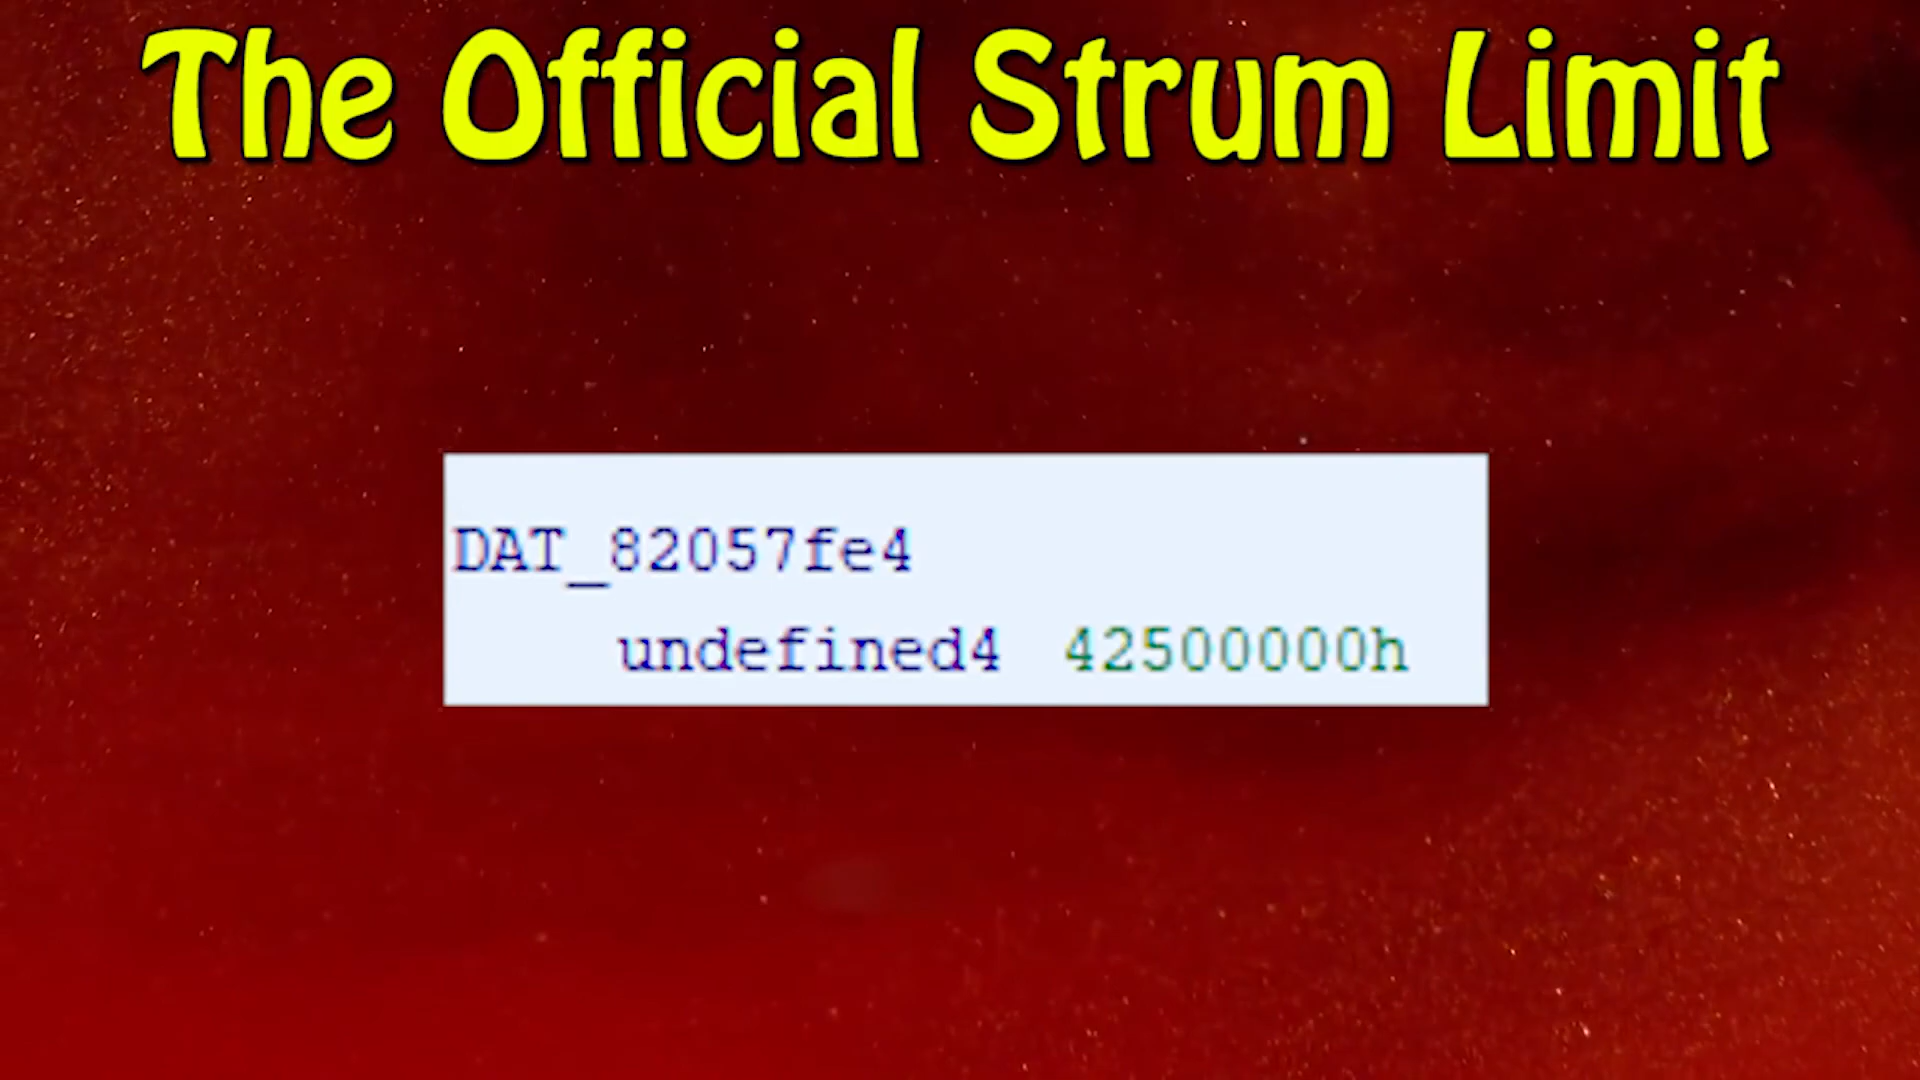 The Official Strum Limit
DAT_82057fe4
undefined4 42500000h